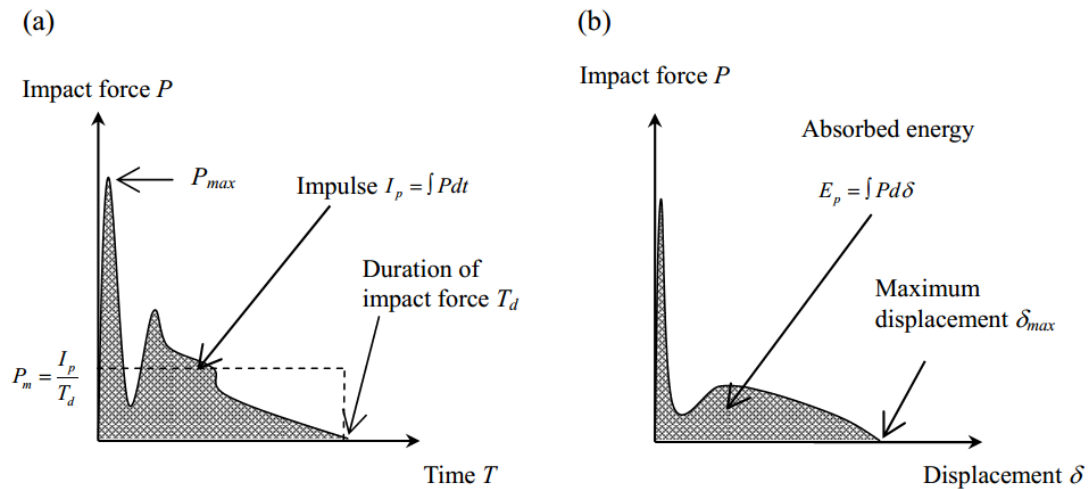 (a)
Impact force P
P_max
Impulse I_p = ∫Pdt
Duration of
impact force T_d
P_m = I_p / T_d
Time T
(b)
Impact force P
Absorbed energy
E_p = ∫Pdδ
Maximum
displacement δ_max
Displacement δ